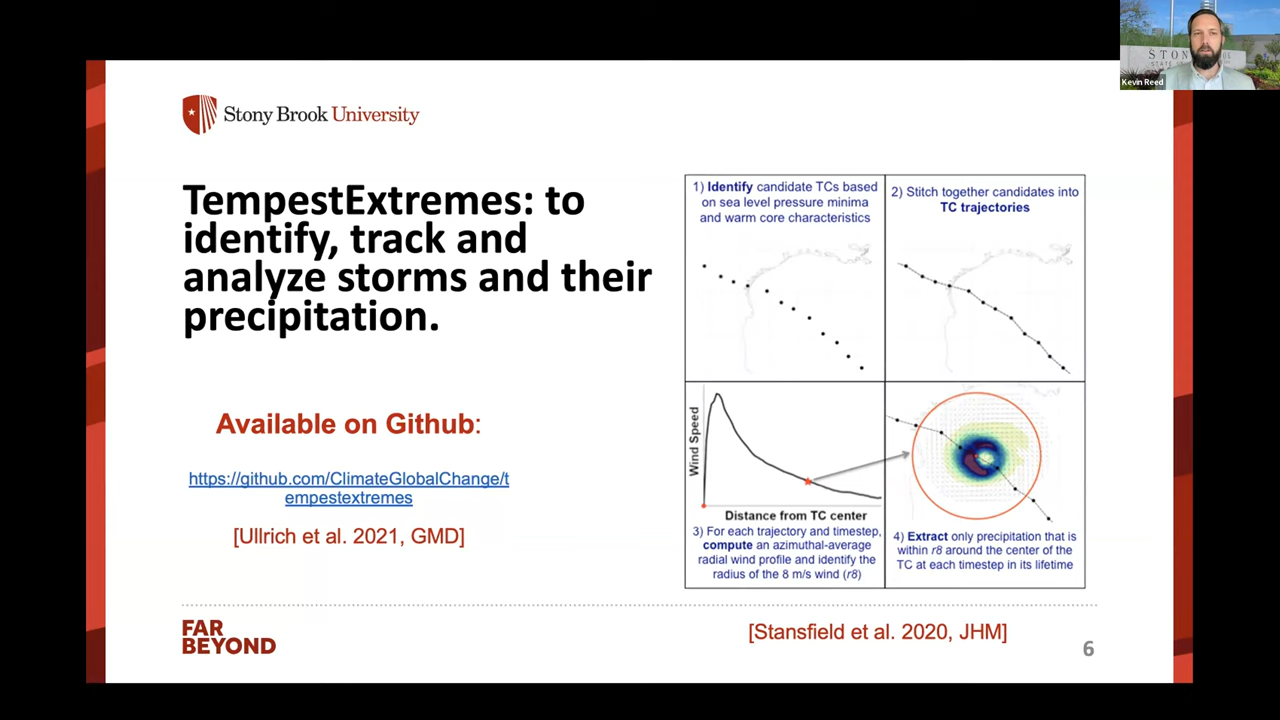 Kevin Reed
Stony Brook University
TempestExtremes: to
identify, track and
analyze storms and their
precipitation.
Available on Github:
https://github.com/ClimateGlobalChange/t
empestextremes
[Ullrich et al. 2021, GMD]
1) Identify candidate TCs based
on sea level pressure minima
and warm core characteristics
2) Stitch together candidates into
TC trajectories
Wind Speed
Distance from TC center
3) For each trajectory and timestep,
compute an azimuthal-average
radial wind profile and identify the
radius of the 8 m/s wind (r8)
4) Extract only precipitation that is
within r8 around the center of the
TC at each timestep in its lifetime
FAR
BEYOND
[Stansfield et al. 2020, JHM]
6